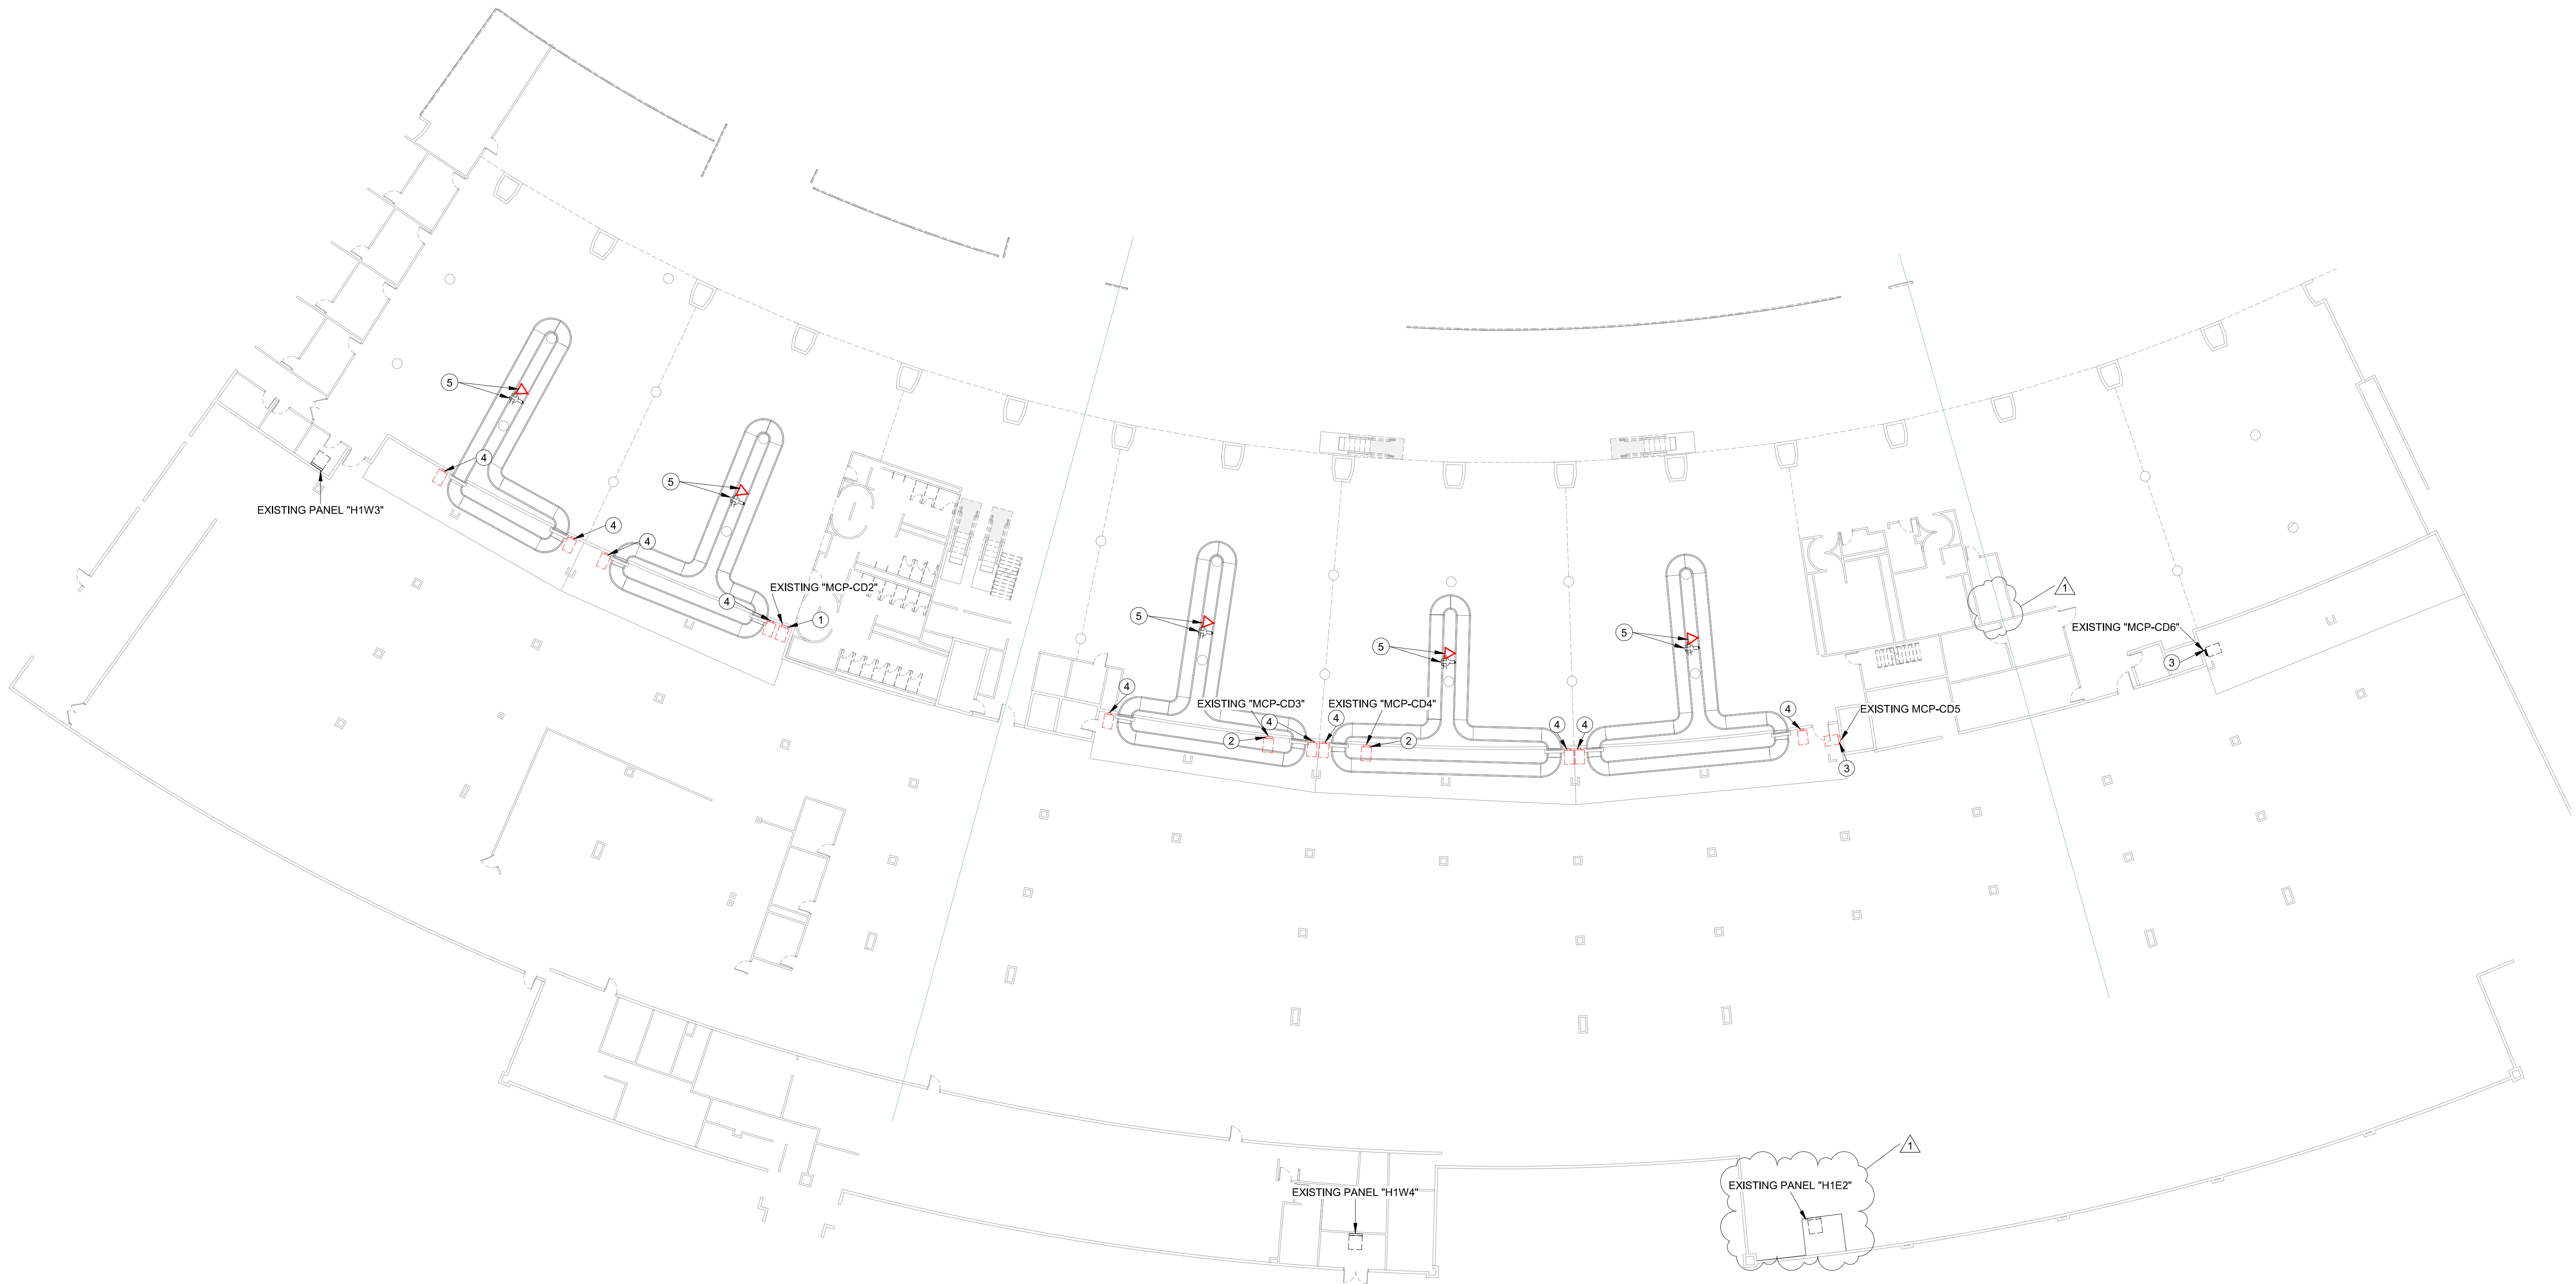 5
4
EXISTING PANEL "H1W3"
4
5
4
EXISTING "MCP-CD2"
4
1
5
4
EXISTING "MCP-CD3"
4
2
5
EXISTING "MCP-CD4"
4
2
4
4
5
4
EXISTING MCP-CD5
3
1
EXISTING "MCP-CD6"
3
EXISTING PANEL "H1W4"
1
EXISTING PANEL "H1E2"